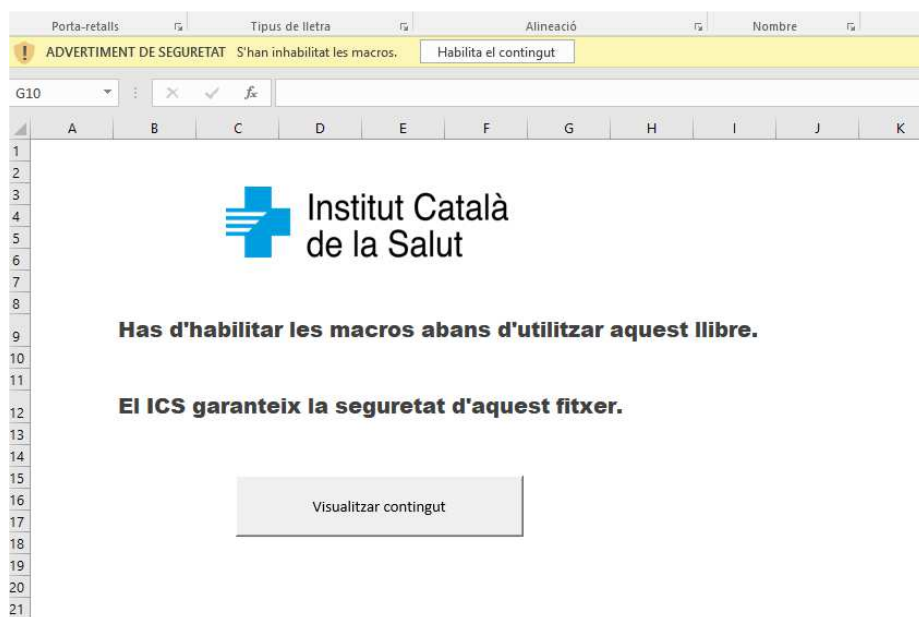 Porta-retalls Tipus de lletra Alineació Nombre
ADVERTIMENT DE SEGURETAT S'han inhabilitat les macros. Habilita el contingut
G10 fx
A B C D E F G H I J K
1
2
3
4
5
6
7
8
9
10
11
12
13
14
15
16
17
18
19
20
21
Institut Català
de la Salut
Has d'habilitar les macros abans d'utilitzar aquest llibre.
El ICS garanteix la seguretat d'aquest fitxer.
Visualitzar contingut